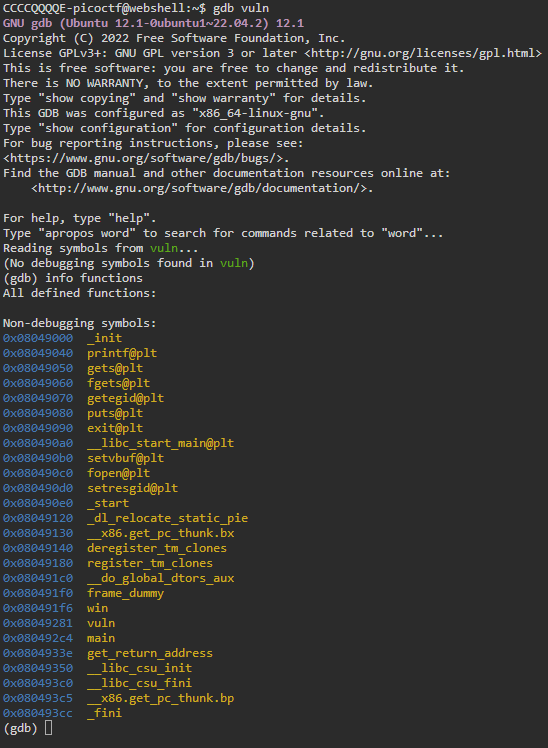 CCCCQQQQE-picoctf@webshell:~$ gdb vuln
GNU gdb (Ubuntu 12.1-0ubuntu1~22.04.2) 12.1
Copyright (C) 2022 Free Software Foundation, Inc.
License GPLv3+: GNU GPL version 3 or later <http://gnu.org/licenses/gpl.html>
This is free software: you are free to change and redistribute it.
There is NO WARRANTY, to the extent permitted by law.
Type "show copying" and "show warranty" for details.
This GDB was configured as "x86_64-linux-gnu".
Type "show configuration" for configuration details.
For bug reporting instructions, please see:
<https://www.gnu.org/software/gdb/bugs/>.
Find the GDB manual and other documentation resources online at:
    <http://www.gnu.org/software/gdb/documentation/>.

For help, type "help".
Type "apropos word" to search for commands related to "word"...
Reading symbols from vuln...
(No debugging symbols found in vuln)
(gdb) info functions
All defined functions:

Non-debugging symbols:
0x08049000  _init
0x08049040  printf@plt
0x08049050  gets@plt
0x08049060  fgets@plt
0x08049070  getegid@plt
0x08049080  puts@plt
0x08049090  exit@plt
0x080490a0  __libc_start_main@plt
0x080490b0  setvbuf@plt
0x080490c0  fopen@plt
0x080490d0  setresgid@plt
0x080490e0  _start
0x08049120  _dl_relocate_static_pie
0x08049130  __x86.get_pc_thunk.bx
0x08049140  deregister_tm_clones
0x08049180  register_tm_clones
0x080491c0  __do_global_dtors_aux
0x080491f0  frame_dummy
0x080491f6  win
0x08049281  vuln
0x080492c4  main
0x0804933e  get_return_address
0x08049350  __libc_csu_init
0x080493c0  __libc_csu_fini
0x080493c5  __x86.get_pc_thunk.bp
0x080493cc  _fini
(gdb)